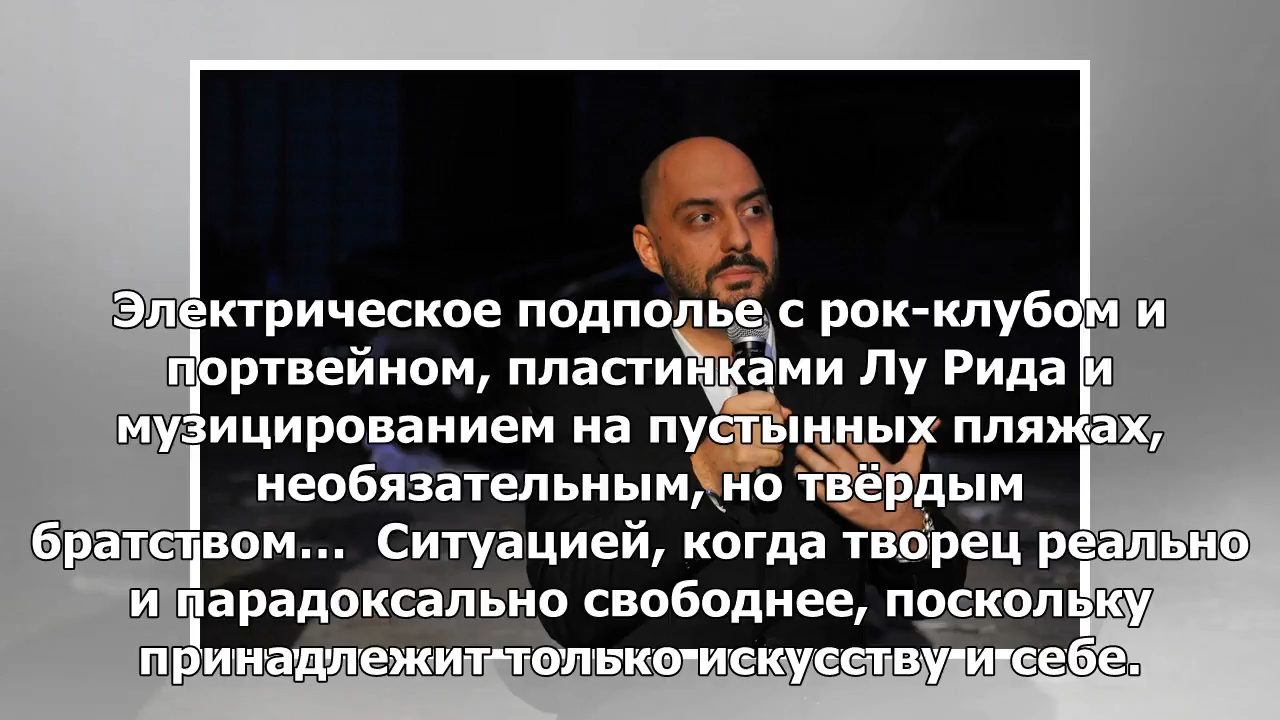 Электрическое подполье с рок-клубом и
портвейном, пластинками Лу Рида и
музицированием на пустынных пляжах,
необязательным, но твёрдым
братством… Ситуацией, когда творец реально
и парадоксально свободнее, поскольку
принадлежит только искусству и себе.